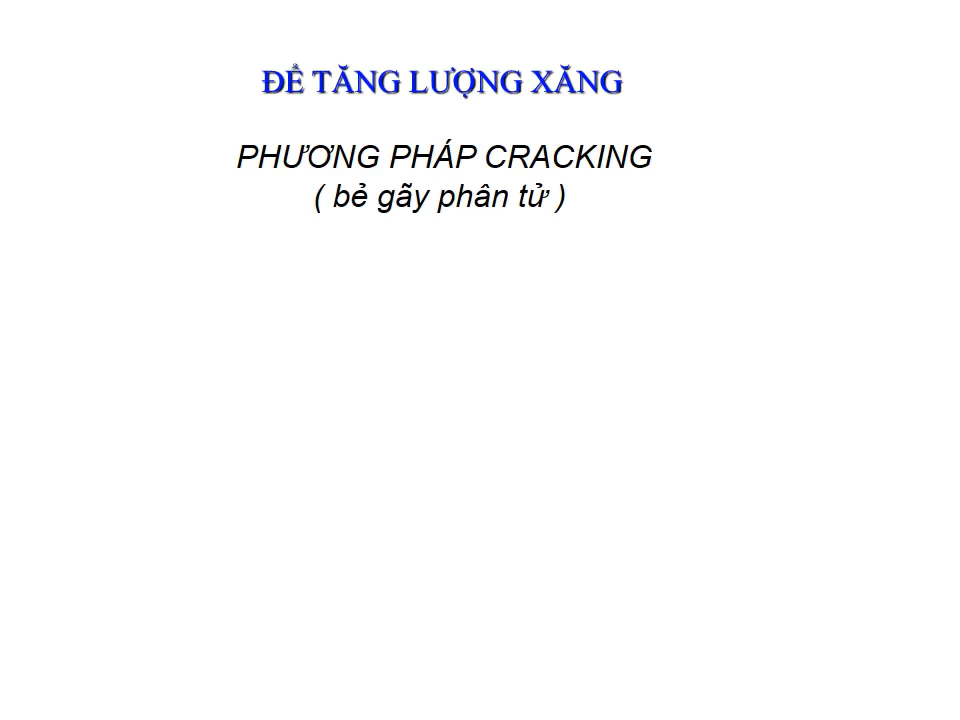 ĐỂ TĂNG LƯỢNG XĂNG
PHƯƠNG PHÁP CRACKING
( bẻ gãy phân tử )